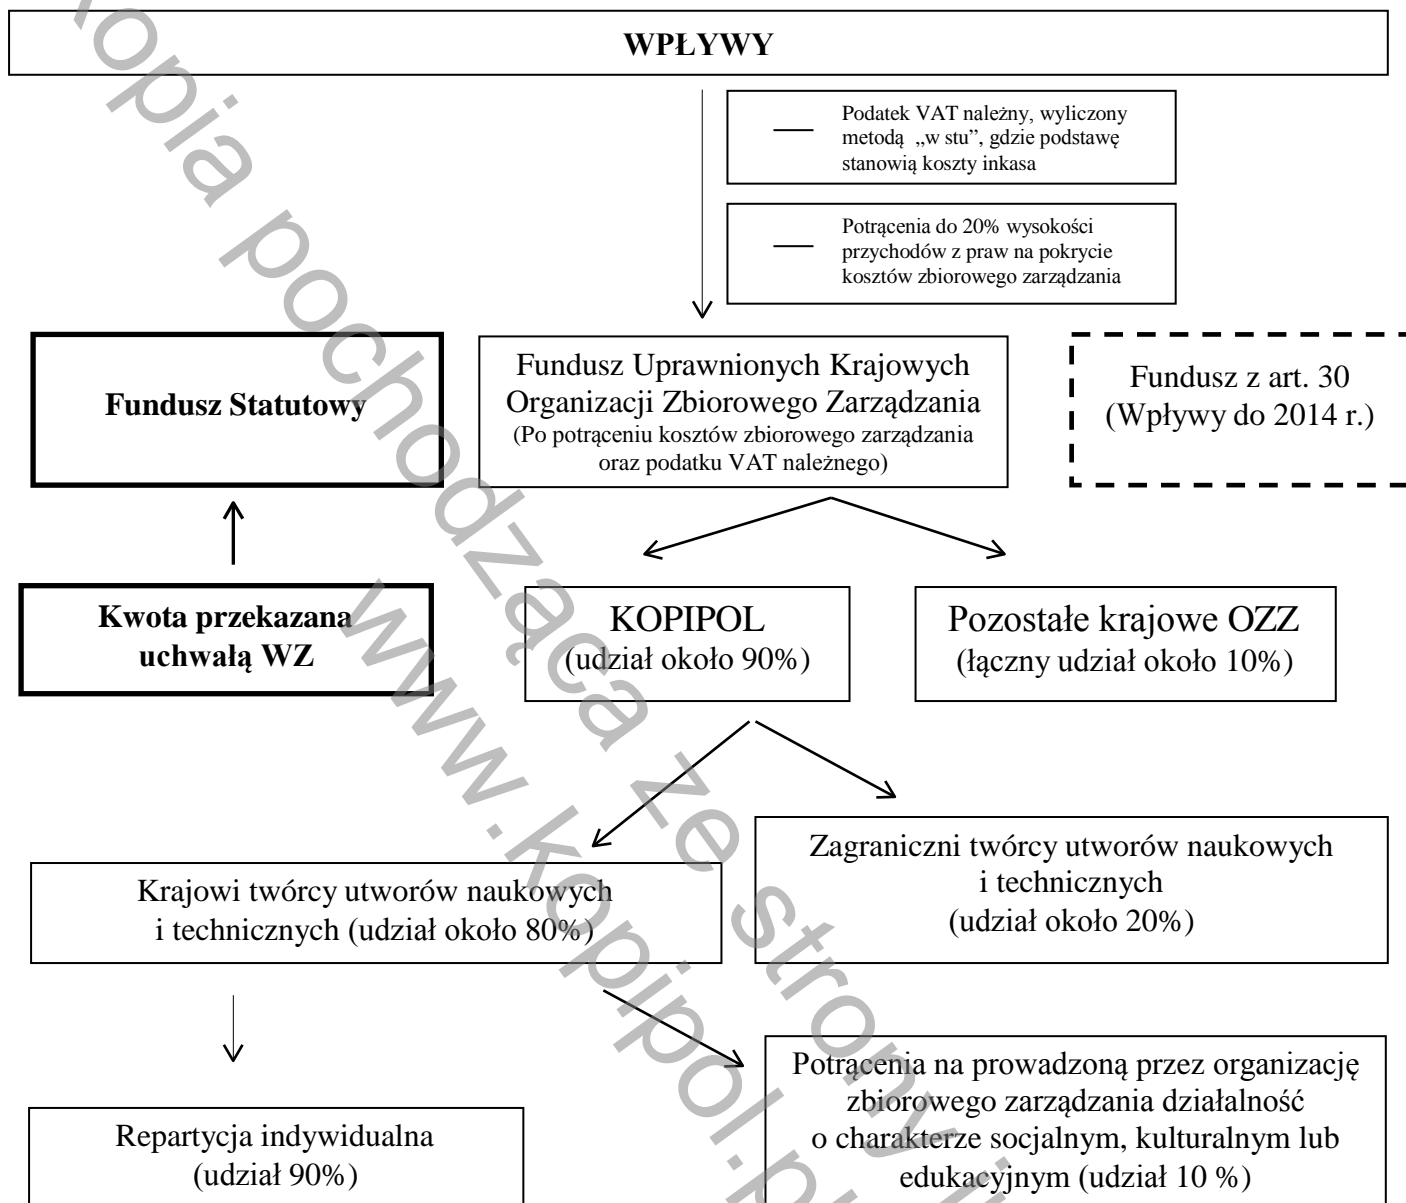 WPŁYWY
Podatek VAT należny, wyliczony
metodą „w stu”, gdzie podstawę
stanowią koszty inkasa
Potrącenia do 20% wysokości
przychodów z praw na pokrycie
kosztów zbiorowego zarządzania
Fundusz Statutowy
Fundusz Uprawnionych Krajowych
Organizacji Zbiorowego Zarządzania
(Po potrąceniu kosztów zbiorowego zarządzania
oraz podatku VAT należnego)
Fundusz z art. 30
(Wpływy do 2014 r.)
Kwota przekazana
uchwałą WZ
KOPIPOL
(udział około 90%)
Pozostałe krajowe OZZ
(łączny udział około 10%)
Krajowi twórcy utworów naukowych
i technicznych (udział około 80%)
Zagraniczni twórcy utworów naukowych
i technicznych
(udział około 20%)
Repartycja indywidualna
(udział 90%)
Potrącenia na prowadzoną przez organizację
zbiorowego zarządzania działalność
o charakterze socjalnym, kulturalnym lub
edukacyjnym (udział 10 %)
kopia pochodząca ze strony
www.kopipol.p